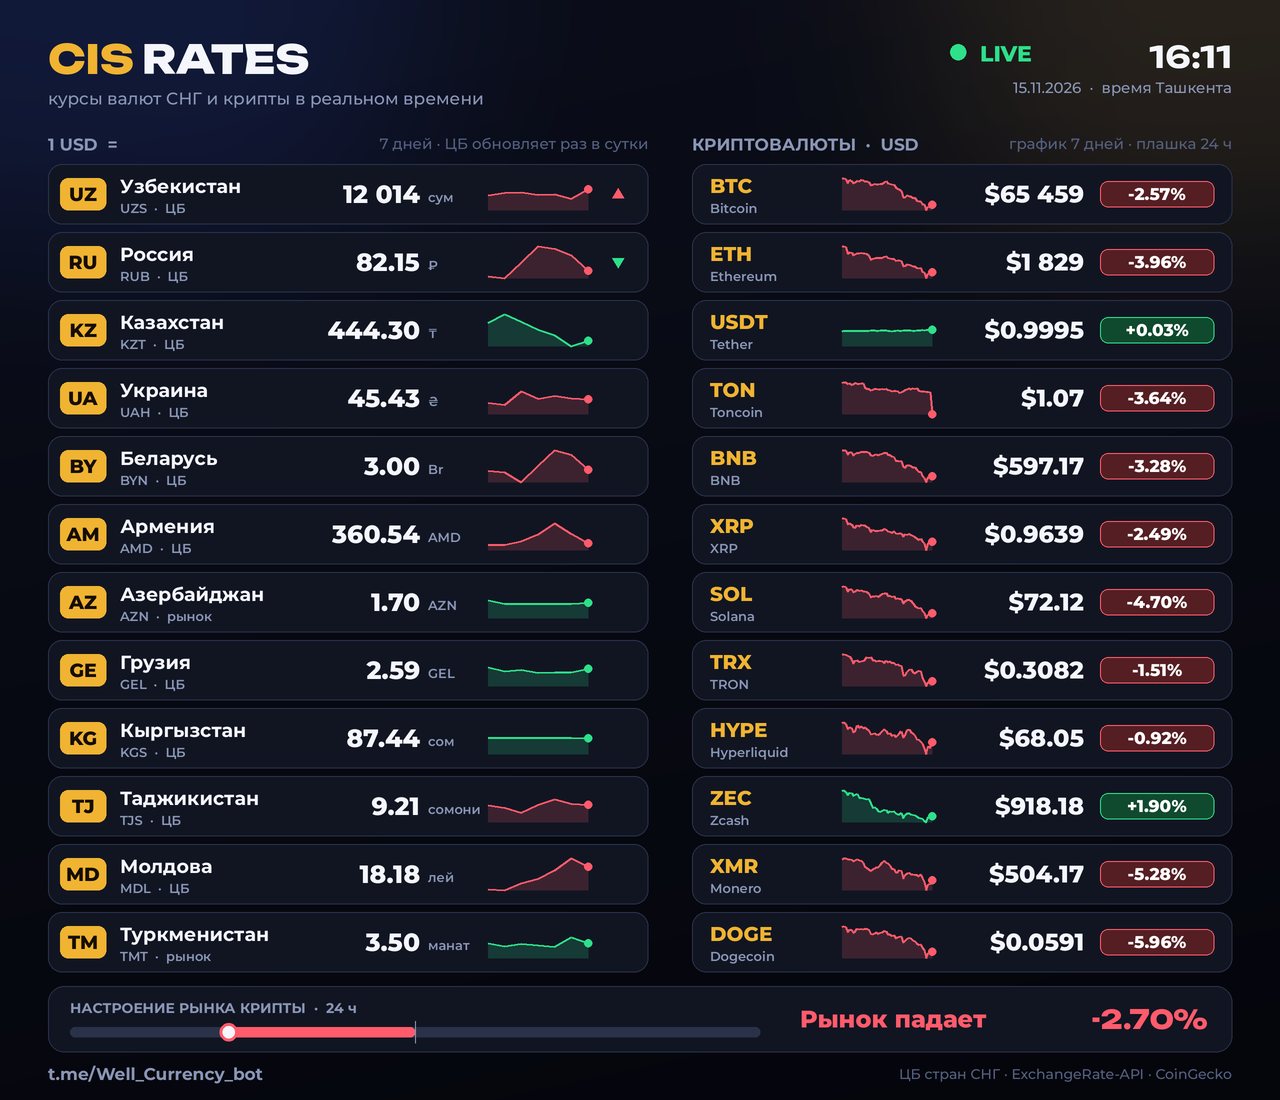 CIS RATES
курсы валют СНГ и крипты в реальном времени
LIVE 16:11
15.11.2026 · время Ташкента
1 USD =
7 дней · ЦБ обновляет раз в сутки
UZ Узбекистан 12 014 сум
UZS · ЦБ
RU Россия 82.15 ₽
RUB · ЦБ
KZ Казахстан 444.30 ₸
KZT · ЦБ
UA Украина 45.43 ₴
UAH · ЦБ
BY Беларусь 3.00 Br
BYN · ЦБ
AM Армения 360.54 AMD
AMD · ЦБ
AZ Азербайджан 1.70 AZN
AZN · рынок
GE Грузия 2.59 GEL
GEL · ЦБ
KG Кыргызстан 87.44 сом
KGS · ЦБ
TJ Таджикистан 9.21 сомони
TJS · ЦБ
MD Молдова 18.18 лей
MDL · ЦБ
TM Туркменистан 3.50 манат
TMT · рынок
КРИПТОВАЛЮТЫ · USD
график 7 дней · плашка 24 ч
BTC $65 459 -2.57%
Bitcoin
ETH $1 829 -3.96%
Ethereum
USDT $0.9995 +0.03%
Tether
TON $1.07 -3.64%
Toncoin
BNB $597.17 -3.28%
BNB
XRP $0.9639 -2.49%
XRP
SOL $72.12 -4.70%
Solana
TRX $0.3082 -1.51%
TRON
HYPE $68.05 -0.92%
Hyperliquid
ZEC $918.18 +1.90%
Zcash
XMR $504.17 -5.28%
Monero
DOGE $0.0591 -5.96%
Dogecoin
НАСТРОЕНИЕ РЫНКА КРИПТЫ · 24 ч
Рынок падает -2.70%
t.me/Well_Currency_bot
ЦБ стран СНГ · ExchangeRate-API · CoinGecko